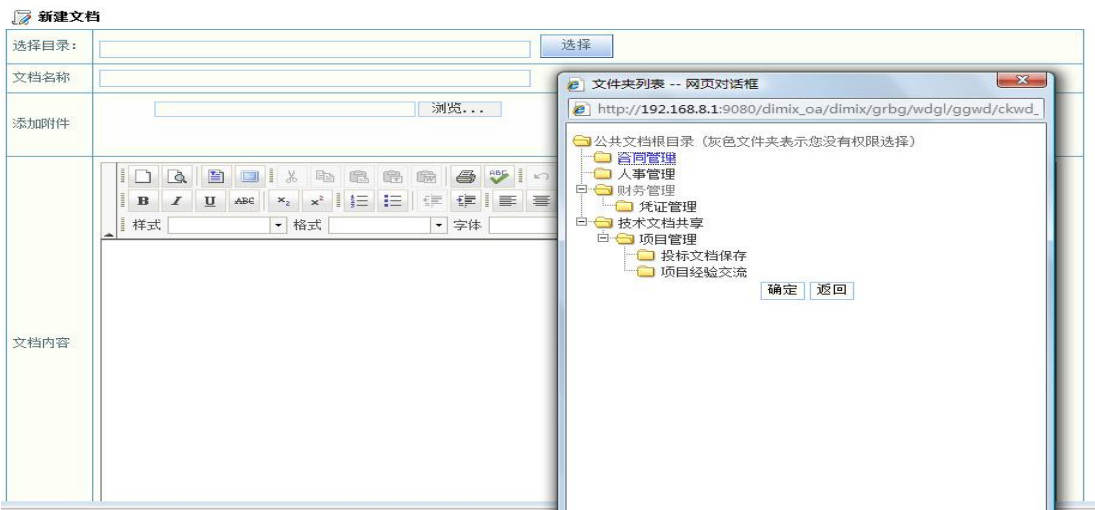 新建文档
选择目录：
选择
文档名称
添加附件
浏览...
样式
格式
字体
文档内容
文件夹列表 -- 网页对话框
http://192.168.8.1:9080/dimix_oa/dimix/grbg/wdgl/ggwd/ckwd_
公共文档根目录（灰色文件夹表示您没有权限选择）
合同管理
人事管理
财务管理
凭证管理
技术文档共享
项目管理
投标文档保存
项目经验交流
确定 返回